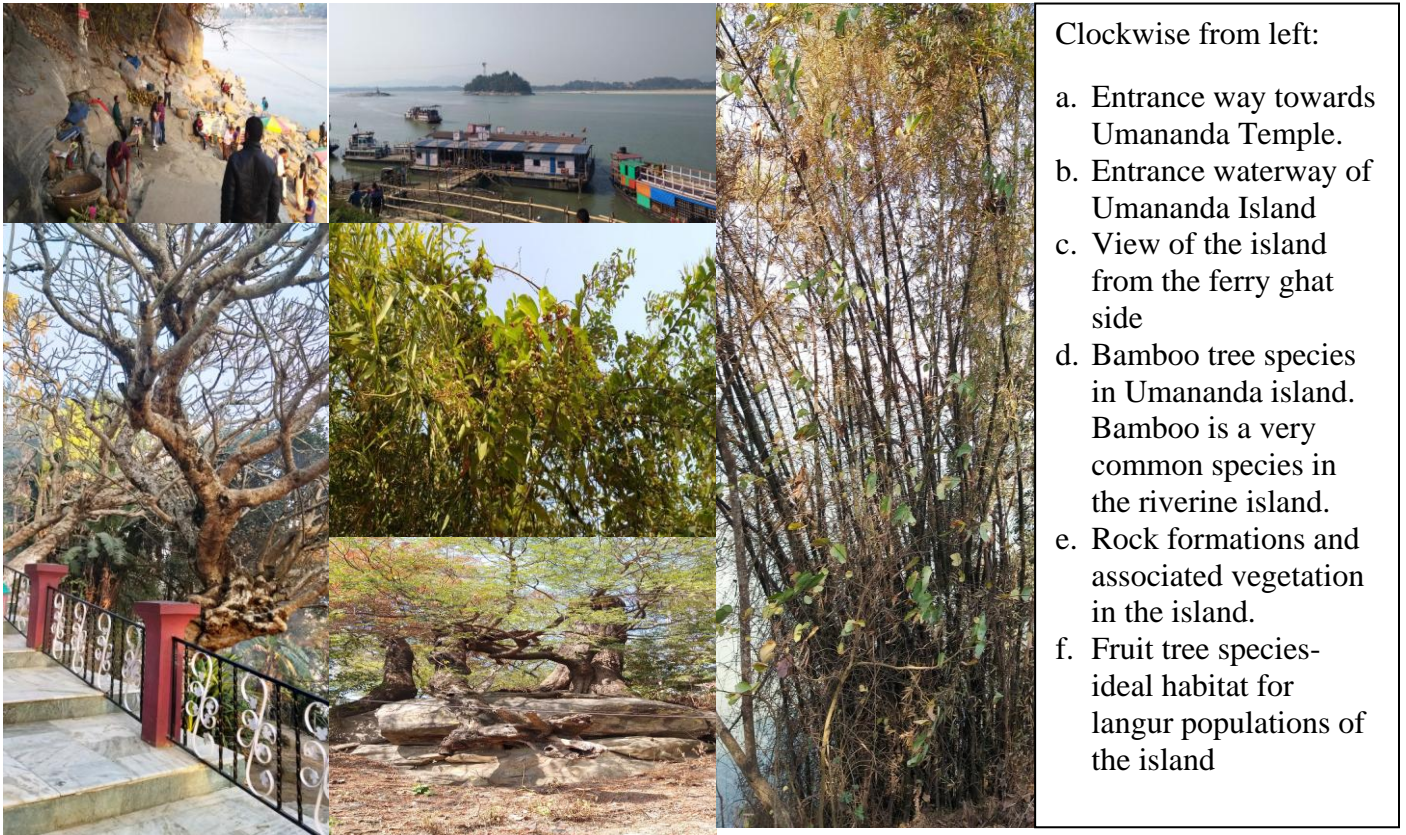 Clockwise from left:
a. Entrance way towards
Umananda Temple.
b. Entrance waterway of
Umananda Island
c. View of the island
from the ferry ghat
side
d. Bamboo tree species
in Umananda island.
Bamboo is a very
common species in
the riverine island.
e. Rock formations and
associated vegetation
in the island.
f. Fruit tree species-
ideal habitat for
langur populations of
the island